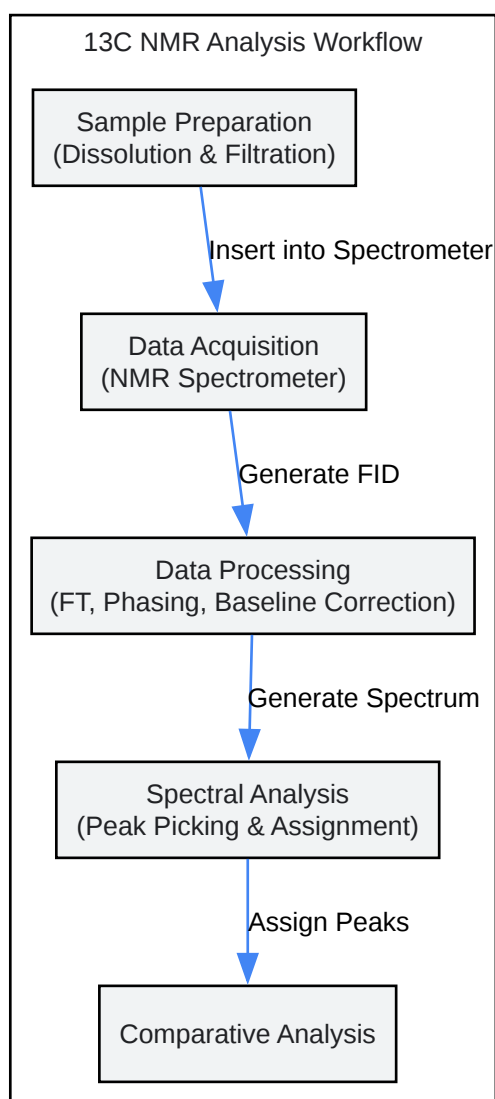 13C NMR Analysis Workflow
Sample Preparation
(Dissolution & Filtration)
Insert into Spectrometer
Data Acquisition
(NMR Spectrometer)
Generate FID
Data Processing
(FT, Phasing, Baseline Correction)
Generate Spectrum
Spectral Analysis
(Peak Picking & Assignment)
Assign Peaks
Comparative Analysis